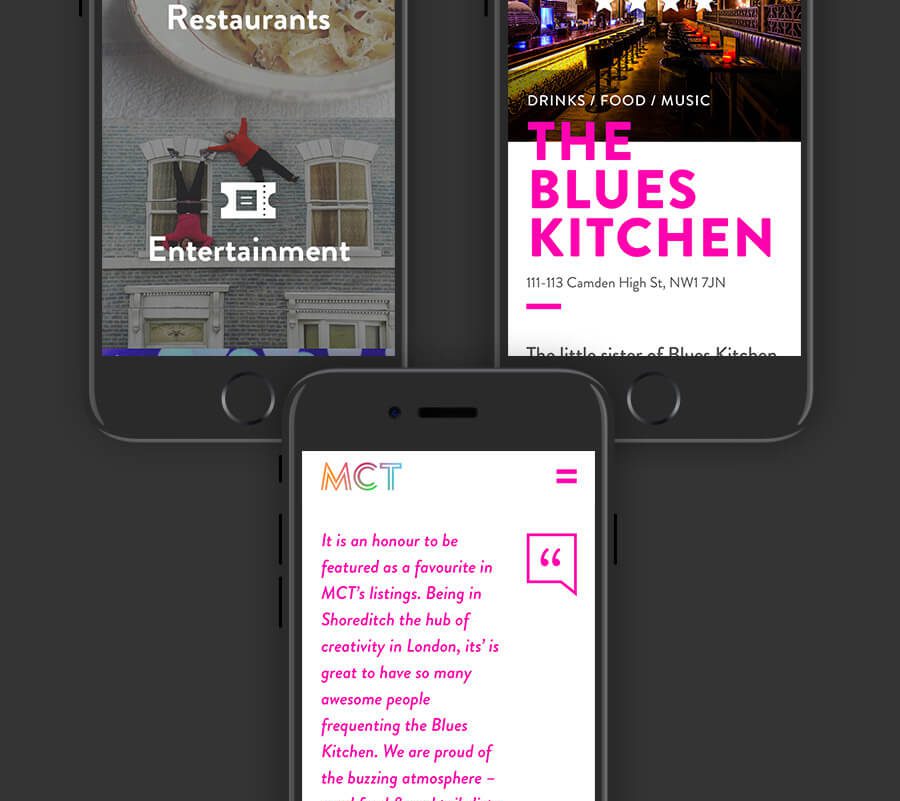 Restaurants
Entertainment
DRINKS / FOOD / MUSIC
THE
BLUES
KITCHEN
111-113 Camden High St, NW1 7JN
The little sister of Blues Kitchen
MCT
It is an honour to be
featured as a favourite in
MCT's listings. Being in
Shoreditch the hub of
creativity in London, its' is
great to have so many
awesome people
frequenting the Blues
Kitchen. We are proud of
the buzzing atmosphere –
“